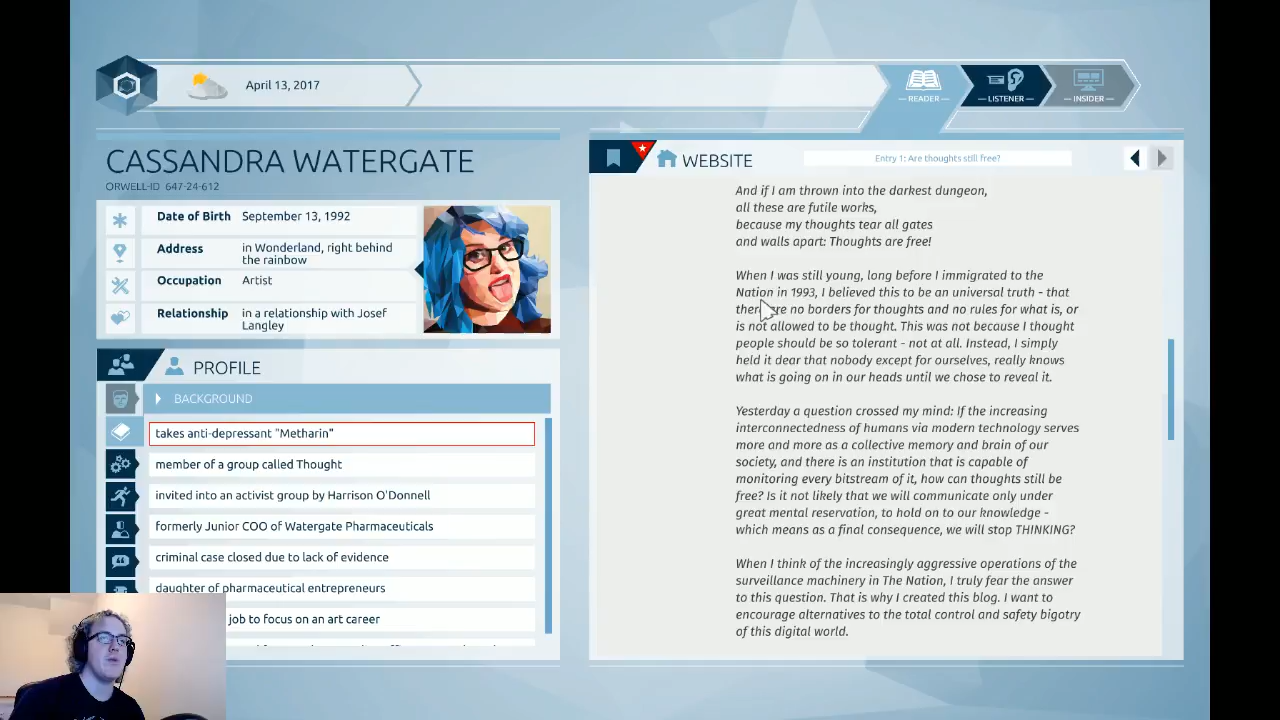 April 13, 2017
— READER —
— LISTENER —
— INSIDER —
CASSANDRA WATERGATE
ORWELL-ID 647-24-612
Date of Birth September 13, 1992
Address in Wonderland, right behind
the rainbow
Occupation Artist
Relationship in a relationship with Josef
Langley
PROFILE
BACKGROUND
takes anti-depressant "Metharin"
member of a group called Thought
invited into an activist group by Harrison O'Donnell
formerly Junior COO of Watergate Pharmaceuticals
criminal case closed due to lack of evidence
daughter of pharmaceutical entrepreneurs
job to focus on an art career
WEBSITE
Entry 1: Are thoughts still free?
And if I am thrown into the darkest dungeon,
all these are futile works,
because my thoughts tear all gates
and walls apart: Thoughts are free!
When I was still young, long before I immigrated to the
Nation in 1993, I believed this to be an universal truth - that
there are no borders for thoughts and no rules for what is, or
is not allowed to be thought. This was not because I thought
people should be so tolerant - not at all. Instead, I simply
held it dear that nobody except for ourselves, really knows
what is going on in our heads until we chose to reveal it.
Yesterday a question crossed my mind: If the increasing
interconnectedness of humans via modern technology serves
more and more as a collective memory and brain of our
society, and there is an institution that is capable of
monitoring every bitstream of it, how can thoughts still be
free? Is it not likely that we will communicate only under
great mental reservation, to hold on to our knowledge -
which means as a final consequence, we will stop THINKING?
When I think of the increasingly aggressive operations of the
surveillance machinery in The Nation, I truly fear the answer
to this question. That is why I created this blog. I want to
encourage alternatives to the total control and safety bigotry
of this digital world.